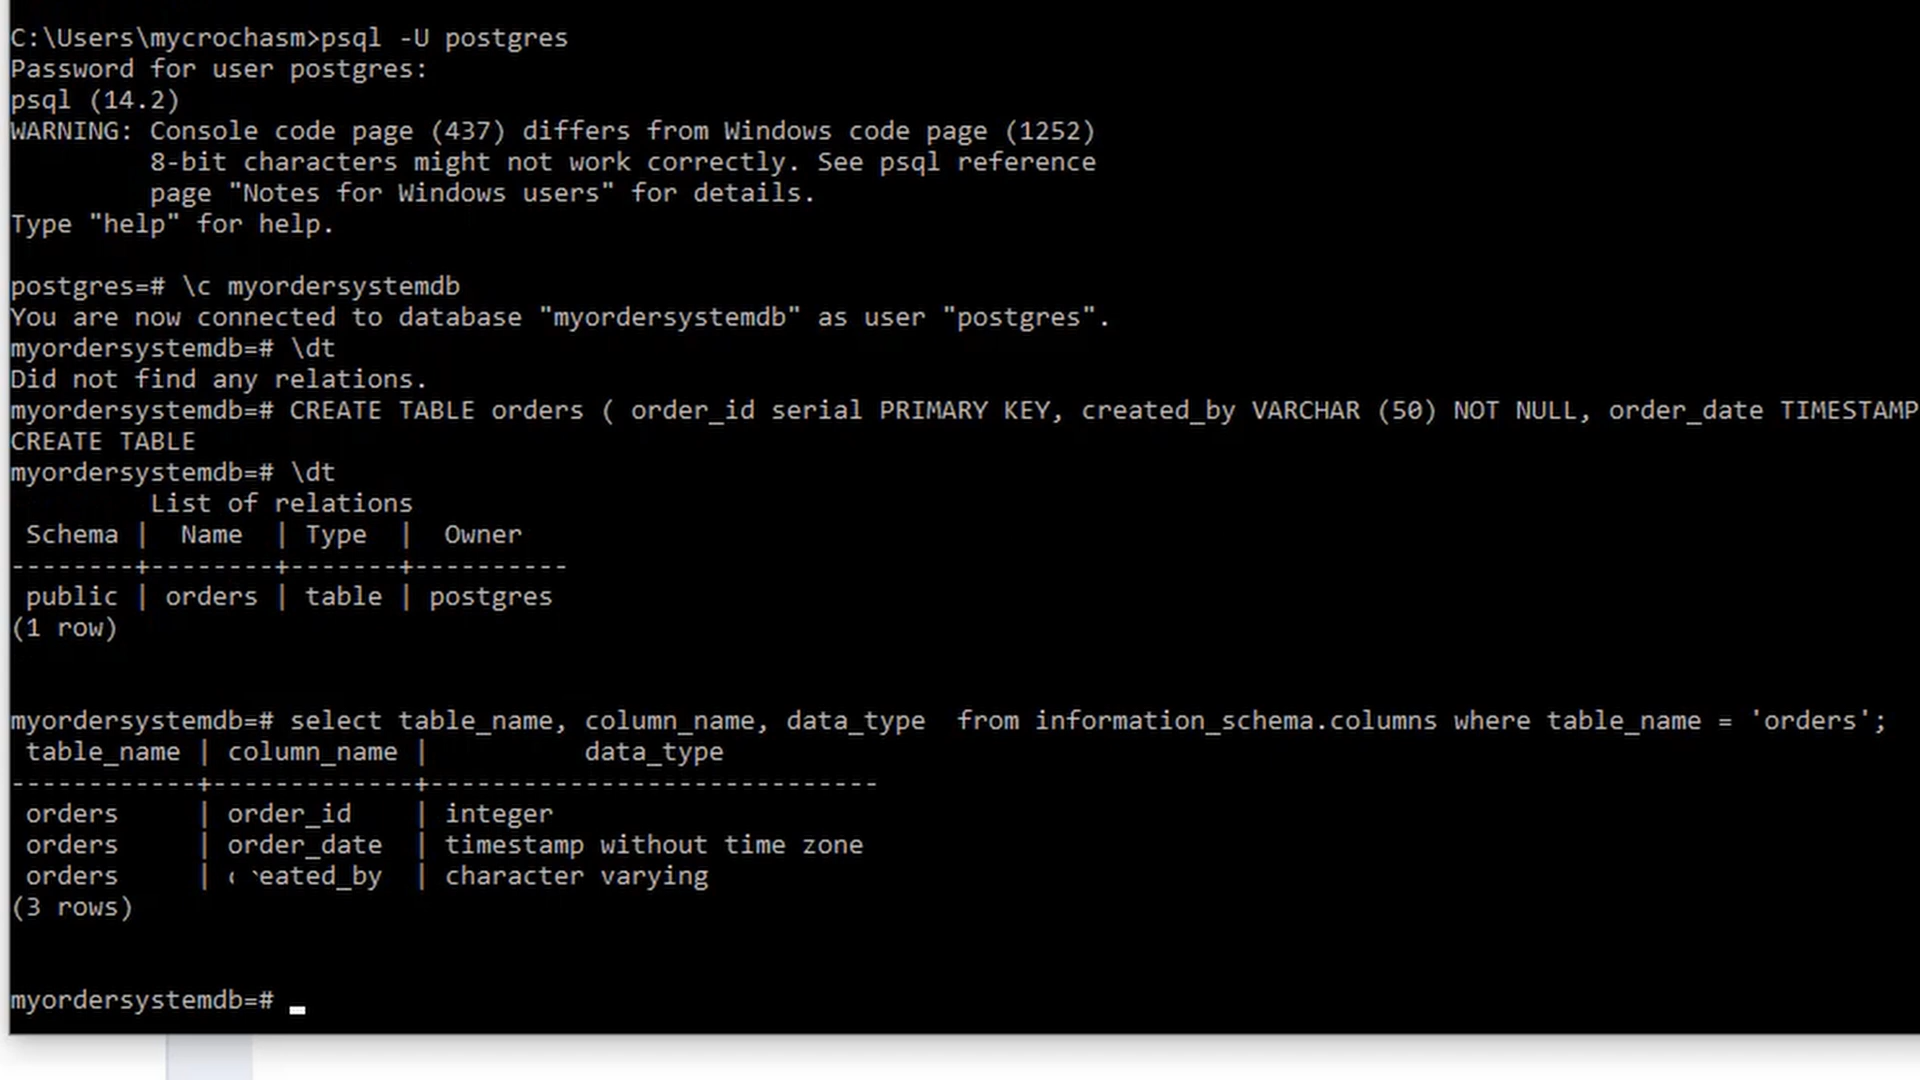 C:\Users\mycrochasm>psql -U postgres
Password for user postgres:
psql (14.2)
WARNING: Console code page (437) differs from Windows code page (1252)
         8-bit characters might not work correctly. See psql reference
         page "Notes for Windows users" for details.
Type "help" for help.
postgres=# \c myordersystemdb
You are now connected to database "myordersystemdb" as user "postgres".
myordersystemdb=# \dt
Did not find any relations.
myordersystemdb=# CREATE TABLE orders ( order_id serial PRIMARY KEY, created_by VARCHAR (50) NOT NULL, order_date TIMESTAMP
CREATE TABLE
myordersystemdb=# \dt
         List of relations
 Schema |  Name  | Type  |  Owner
--------+--------+-------+----------
 public | orders | table | postgres
(1 row)
myordersystemdb=# select table_name, column_name, data_type  from information_schema.columns where table_name = 'orders';
 table_name | column_name |          data_type
------------+-------------+-----------------------------
 orders     | order_id    | integer
 orders     | order_date  | timestamp without time zone
 orders     | created_by  | character varying
(3 rows)
myordersystemdb=#